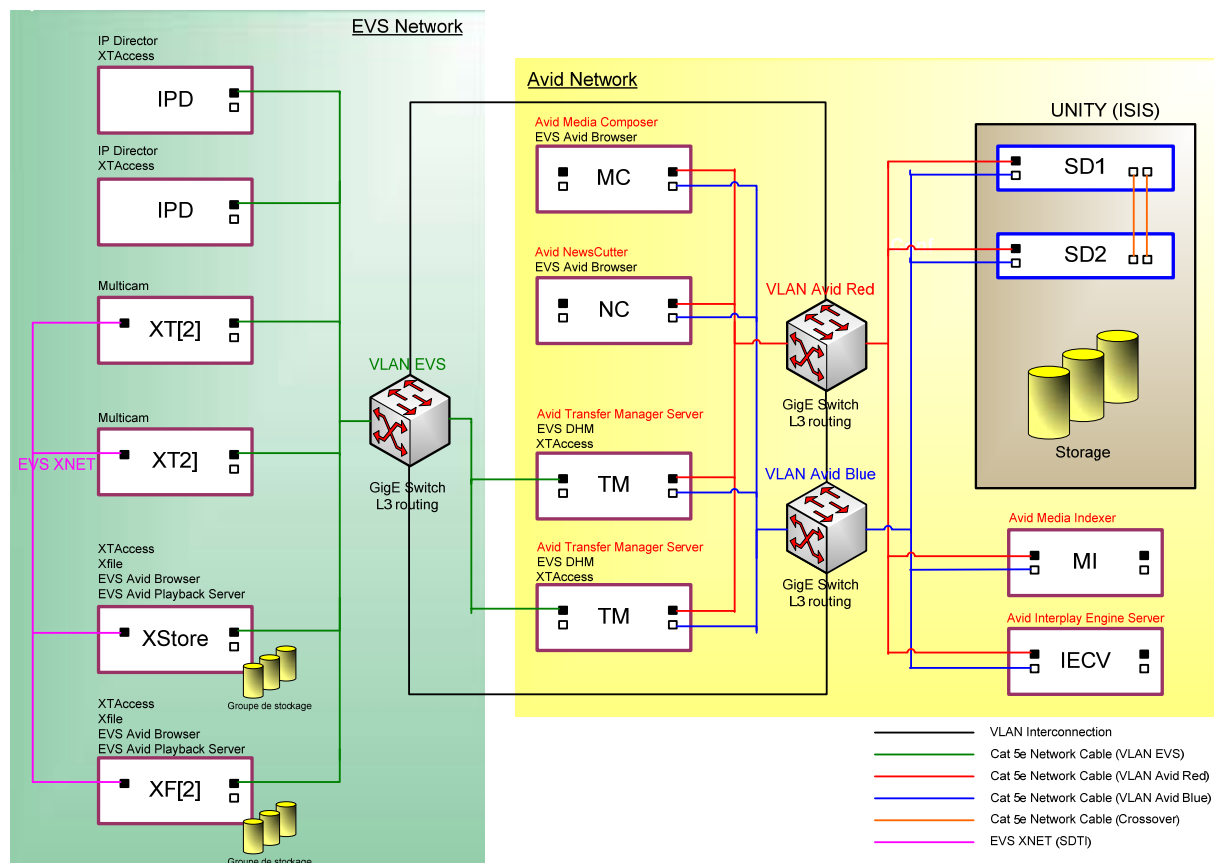 EVS Network
IP Director
XTAccess
IPD
IP Director
XTAccess
IPD
Multicam
XT[2]
Multicam
XT2]
EVS XNET
XTAccess
Xfile
EVS Avid Browser
EVS Avid Playback Server
XStore
Groupe de stockage
XTAccess
Xfile
EVS Avid Browser
EVS Avid Playback Server
XF[2]
Groupe de stockage
VLAN EVS
GigE Switch
L3 routing
Avid Network
Avid Media Composer
EVS Avid Browser
MC
Avid NewsCutter
EVS Avid Browser
NC
Avid Transfer Manager Server
EVS DHM
XTAccess
TM
Avid Transfer Manager Server
EVS DHM
XTAccess
TM
VLAN Avid Red
GigE Switch
L3 routing
VLAN Avid Blue
GigE Switch
L3 routing
UNITY (ISIS)
SD1
SD2
Storage
Avid Media Indexer
MI
Avid Interplay Engine Server
IECV
VLAN Interconnection
Cat 5e Network Cable (VLAN EVS)
Cat 5e Network Cable (VLAN Avid Red)
Cat 5e Network Cable (VLAN Avid Blue)
Cat 5e Network Cable (Crossover)
EVS XNET (SDTI)